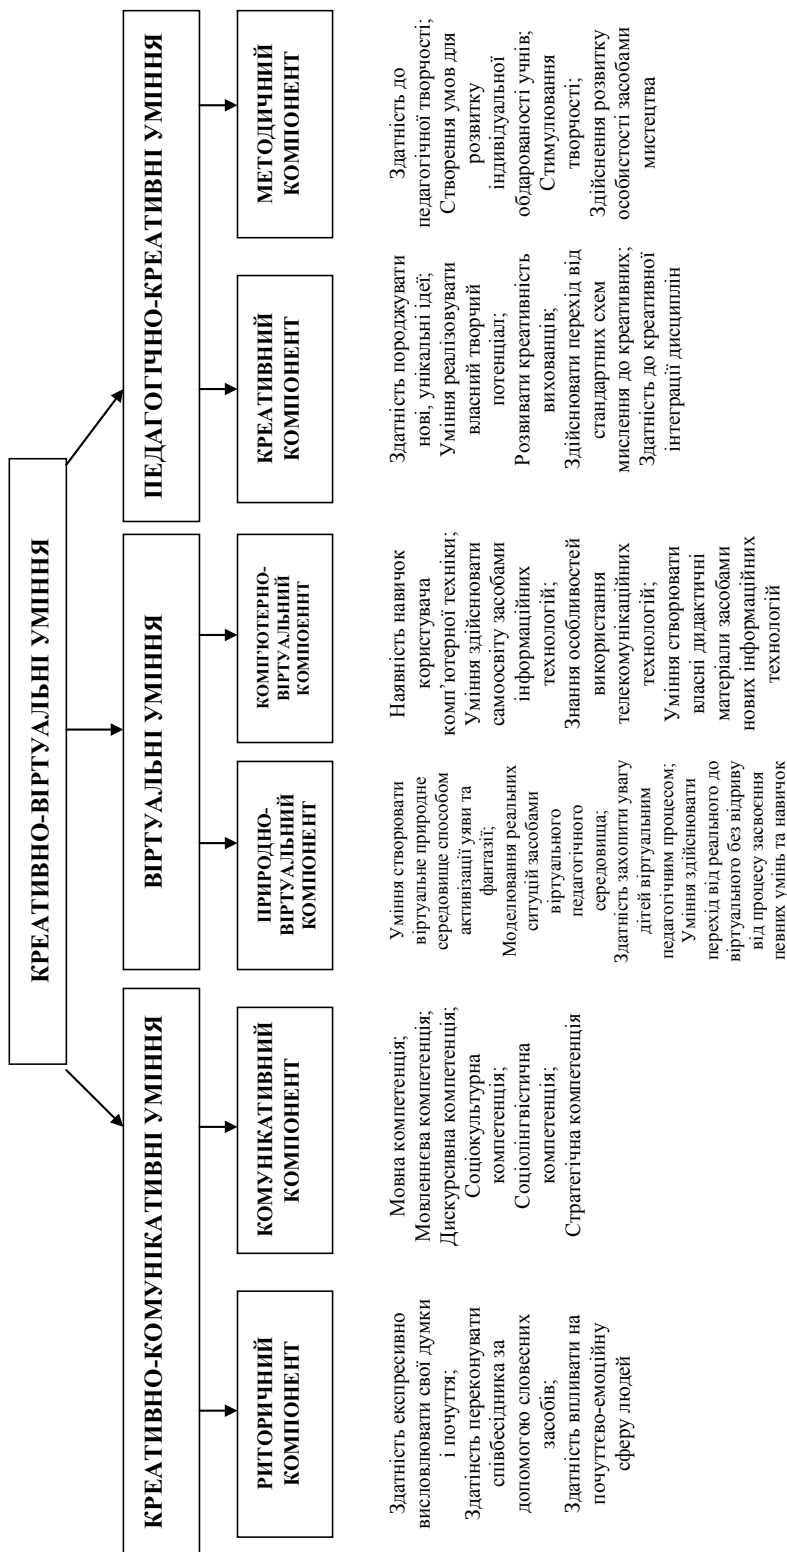 КРЕАТИВНО-ВІРТУАЛЬНІ УМІННЯ
КРЕАТИВНО-КОМУНІКАТИВНІ УМІННЯ
ВІРТУАЛЬНІ УМІННЯ
ПЕДАГОГІЧНО-КРЕАТИВНІ УМІННЯ
РИТОРИЧНИЙ
КОМПОНЕНТ
КОМУНІКАТИВНИЙ
КОМПОНЕНТ
ПРИРОДНО-
ВІРТУАЛЬНИЙ
КОМПОНЕНТ
КОМП'ЮТЕРНО-
ВІРТУАЛЬНИЙ
КОМПОЕННТ
КРЕАТИВНИЙ
КОМПОНЕНТ
МЕТОДИЧНИЙ
КОМПОНЕНТ
Здатність експресивно
висловлювати свої думки
і почуття;
Здатінсть переконувати
співбесідника за
допомогою словесних
засобів;
Здатність впливати на
почуттєво-емоційну
сферу людей
Мовна компетенція;
Мовленнєва компетенція;
Дискурсивна компетенція;
Соціокультурна
компетенція;
Соціолінгвістична
компетенція;
Стратегічна компетенція
Уміння створювати
віртуальне природне
середовище способом
активізації уяви та
фантазії;
Моделювання реальних
ситуцій засобами
віртуального
педагогічного
середовища;
Здатність захопити увагу
дітей віртуальним
педагогічним процесом;
Уміння здійснювати
перехід від реального до
віртуального без відриву
від процесу засвоєння
певних умінь та навичок
Наявність навичок
користувача
комп'ютерної техніки;
Уміння здійснювати
самоосвіту засобами
інформаційних
технологій;
Знання особливостей
використання
телекомунікаційних
технологій;
Уміння створювати
власні дидактичні
матеріали засобами
нових інформаційних
технологій
Здатність породжувати
нові, унікальні ідеї;
Уміння реалізовувати
власний творчий
потенціал;
Розвивати креативність
вихованців;
Здійснювати перехід від
стандартних схем
мислення до креативних;
Здатність до креативної
інтеграції дисциплін
Здатність до
педагогічної творчості;
Створення умов для
розвитку
індивідуальної
обдарованості учнів;
Стимулювання
творчості;
Здійснення розвитку
особистості засобами
мистецтва